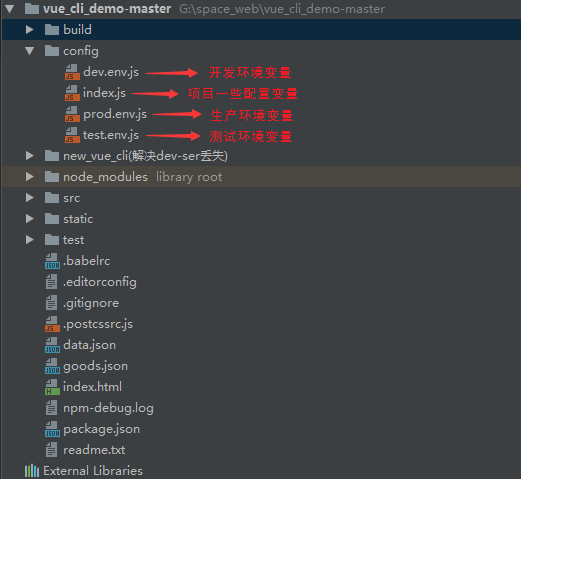 vue_cli_demo-master G:\space_web\vue_cli_demo-master
build
config
dev.env.js 开发环境变量
index.js 项目一些配置变量
prod.env.js 生产环境变量
test.env.js 测试环境变量
new_vue_cli(解决dev-ser丢失)
node_modules library root
src
static
test
.babelrc
.editorconfig
.gitignore
.postcssrc.js
data.json
goods.json
index.html
npm-debug.log
package.json
readme.txt
External Libraries